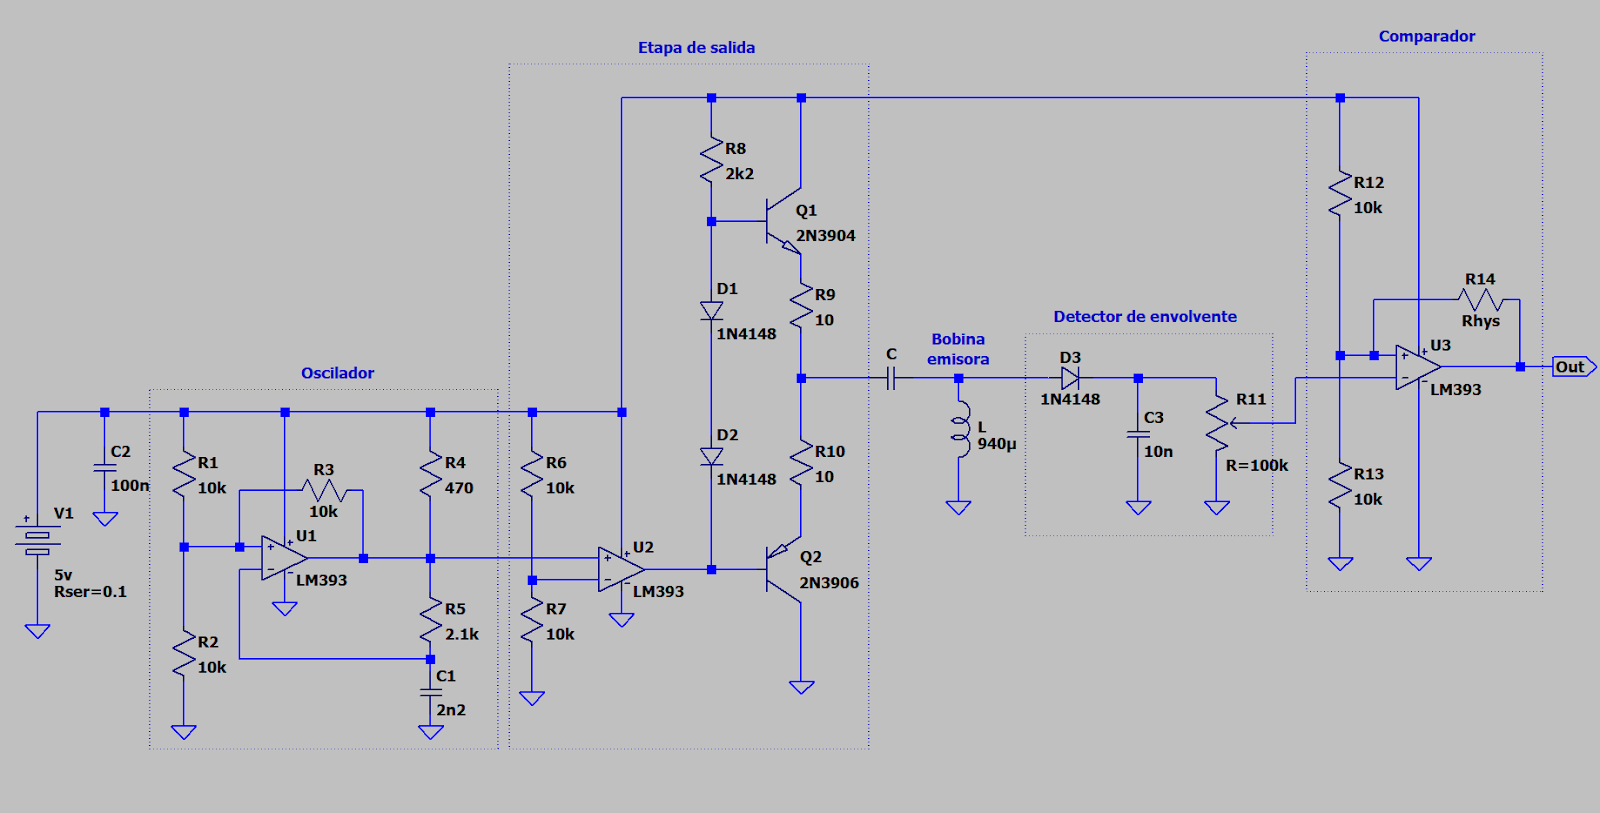 Etapa de salida
Comparador
R8
2k2
Q1
2N3904
R12
10k
D1
1N4148
R9
10
R14
Rhys
U3
LM393
Out
Bobina
emisora
Detector de envolvente
C
D3
1N4148
L
940µ
C3
10n
R11
R=100k
Oscilador
C2
100n
R1
10k
R3
10k
R4
470
R6
10k
D2
1N4148
R10
10
R13
10k
V1
5v
Rser=0.1
U1
LM393
U2
LM393
Q2
2N3906
R2
10k
R5
2.1k
R7
10k
C1
2n2